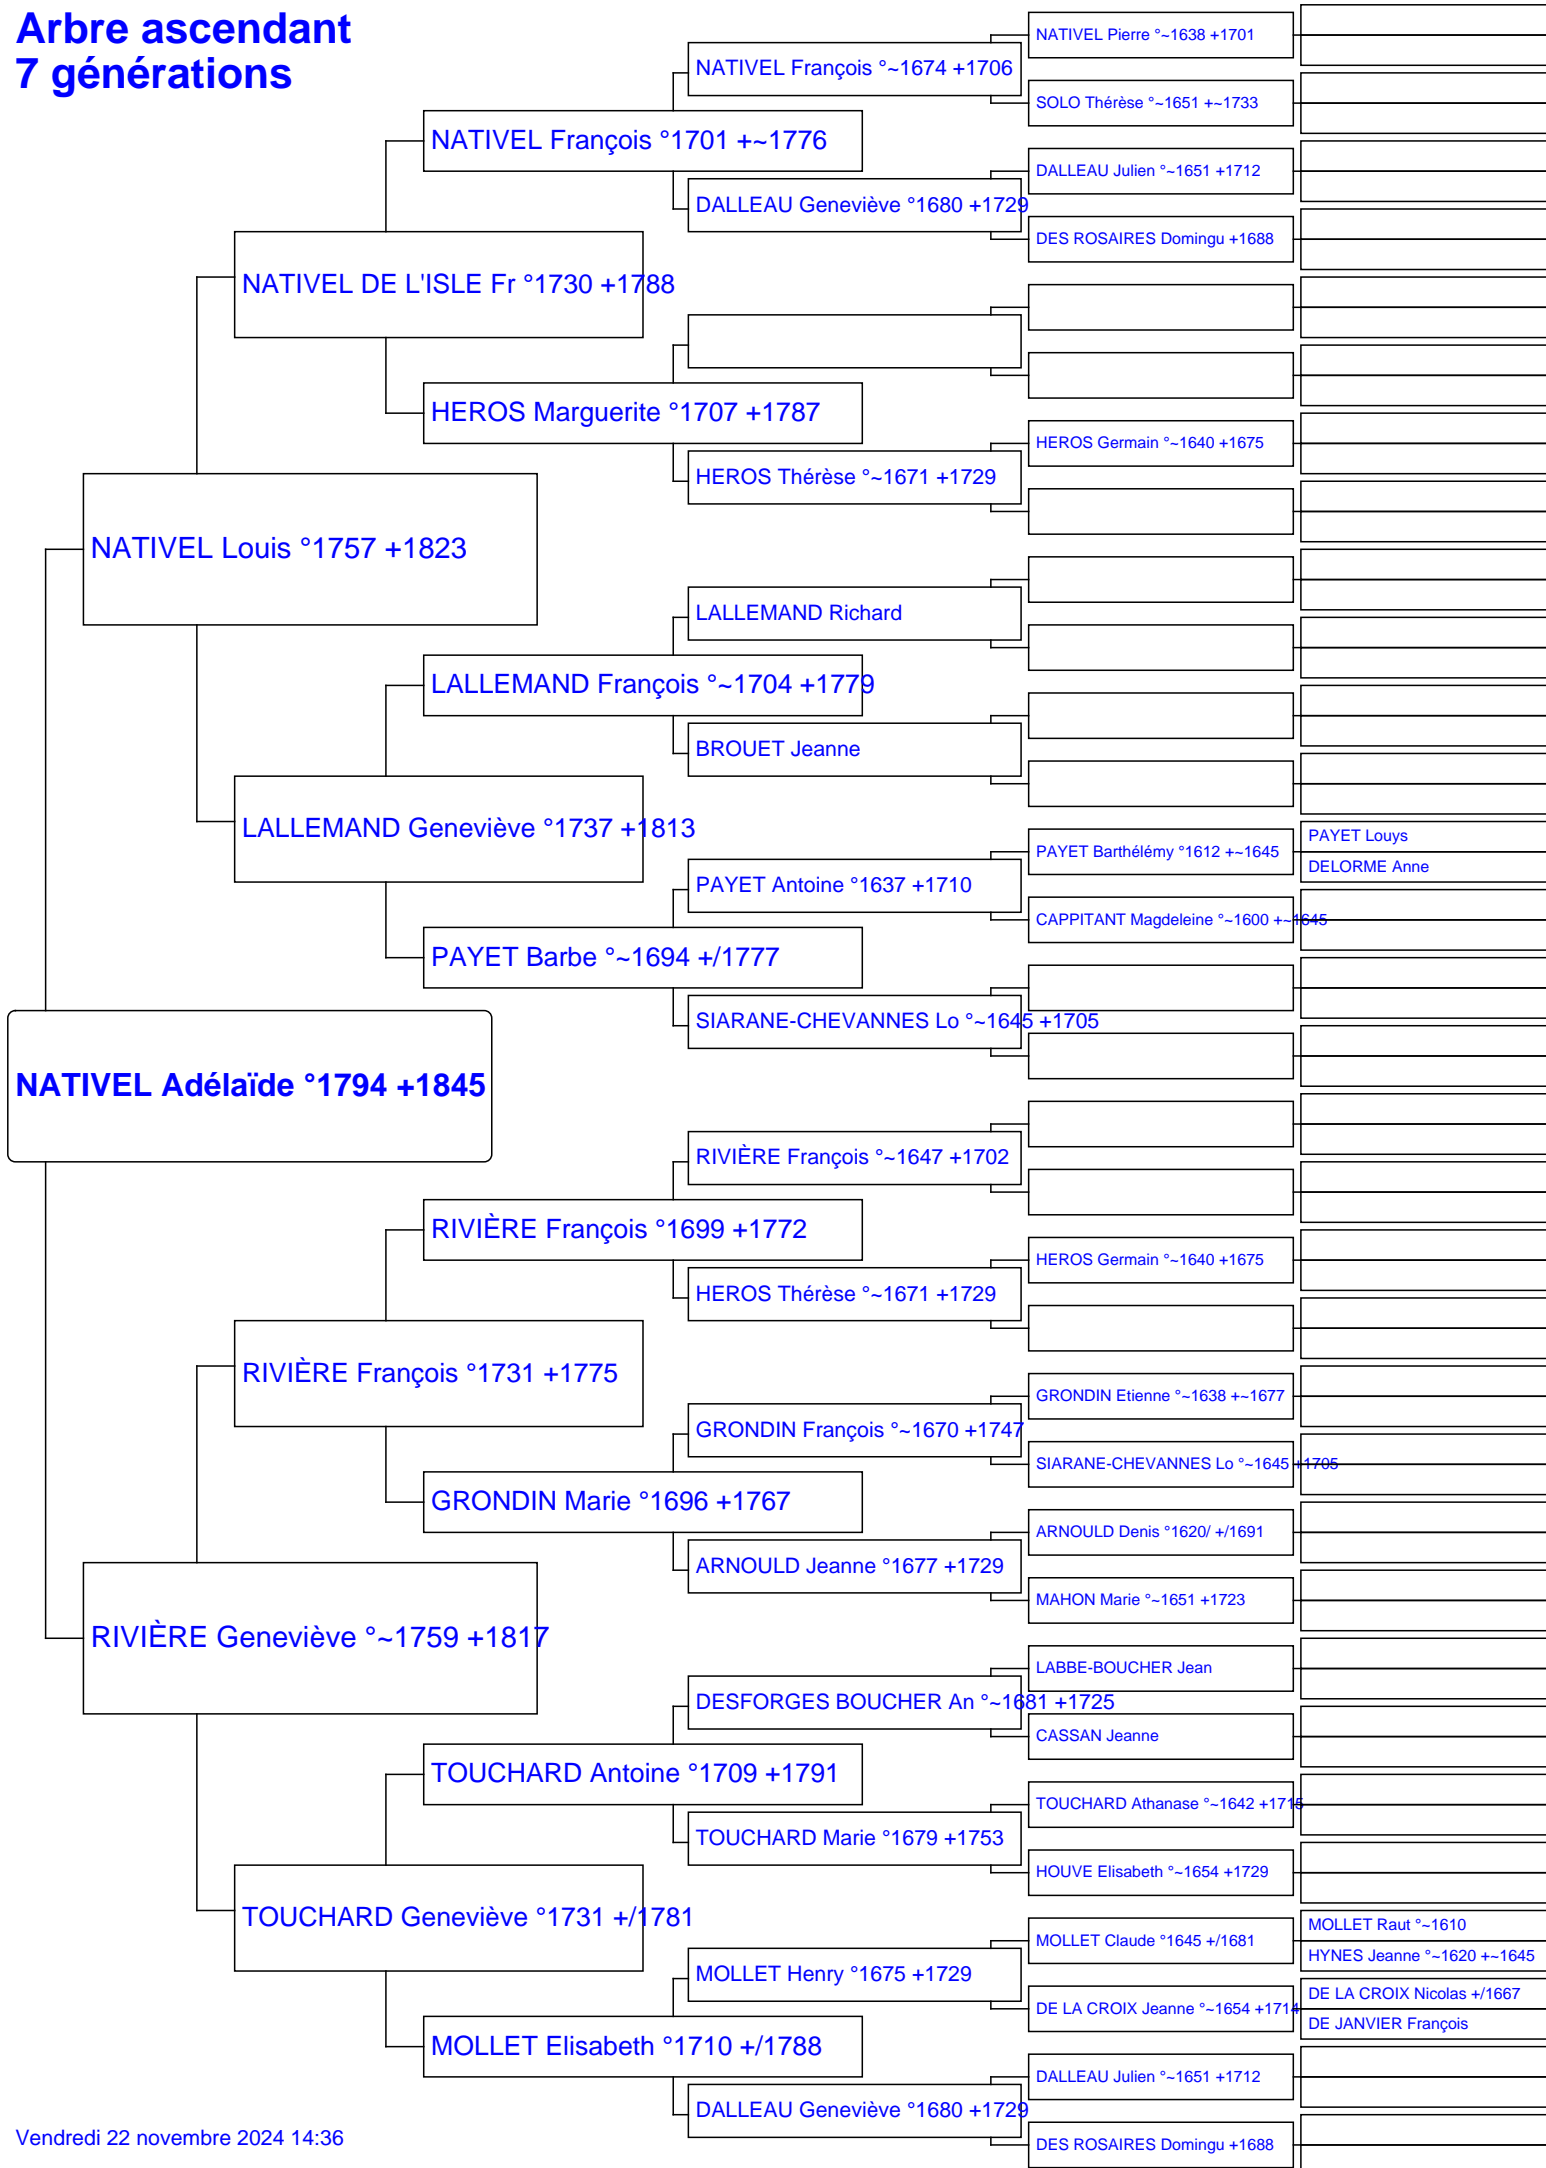 Arbre ascendant
7 générations
NATIVEL Pierre °~1638 +1701
NATIVEL François °~1674 +1706
SOLO Thérèse °~1651 +~1733
NATIVEL François °1701 +~1776
DALLEAU Julien °~1651 +1712
DALLEAU Geneviève °1680 +1729
DES ROSAIRES Domingu +1688
NATIVEL DE L'ISLE Fr °1730 +1788
HEROS Marguerite °1707 +1787
HEROS Germain °~1640 +1675
HEROS Thérèse °~1671 +1729
NATIVEL Louis °1757 +1823
LALLEMAND Richard
LALLEMAND François °~1704 +1779
BROUET Jeanne
LALLEMAND Geneviève °1737 +1813
PAYET Louys
PAYET Barthélémy °1612 +~1645
DELORME Anne
PAYET Antoine °1637 +1710
CAPPITANT Magdeleine °~1600 +~1645
PAYET Barbe °~1694 +/1777
SIARANE-CHEVANNES Lo °~1645 +1705
NATIVEL Adélaïde °1794 +1845
RIVIÈRE François °~1647 +1702
RIVIÈRE François °1699 +1772
HEROS Germain °~1640 +1675
HEROS Thérèse °~1671 +1729
RIVIÈRE François °1731 +1775
GRONDIN Etienne °~1638 +~1677
GRONDIN François °~1670 +1747
SIARANE-CHEVANNES Lo °~1645 +1705
GRONDIN Marie °1696 +1767
ARNOULD Denis °1620/ +/1691
ARNOULD Jeanne °1677 +1729
MAHON Marie °~1651 +1723
RIVIÈRE Geneviève °~1759 +1817
LABBE-BOUCHER Jean
DESFORGES BOUCHER An °~1681 +1725
CASSAN Jeanne
TOUCHARD Antoine °1709 +1791
TOUCHARD Athanase °~1642 +1715
TOUCHARD Marie °1679 +1753
HOUVE Elisabeth °~1654 +1729
TOUCHARD Geneviève °1731 +/1781
MOLLET Raut °~1610
MOLLET Claude °1645 +/1681
HYNES Jeanne °~1620 +~1645
MOLLET Henry °1675 +1729
DE LA CROIX Nicolas +/1667
DE LA CROIX Jeanne °~1654 +1714
DE JANVIER François
MOLLET Elisabeth °1710 +/1788
DALLEAU Julien °~1651 +1712
DALLEAU Geneviève °1680 +1729
DES ROSAIRES Domingu +1688
Vendredi 22 novembre 2024 14:36